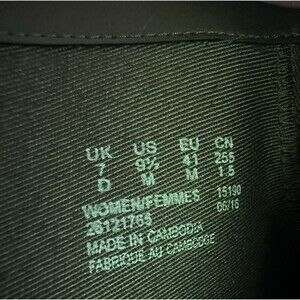 UK US EU CN
7 9½ 41 255
D M M 1.5
WOMEN/FEMMES 15190
26121765 06/16
MADE IN CAMBODIA
FABRIQUÉ AU CAMBODGE